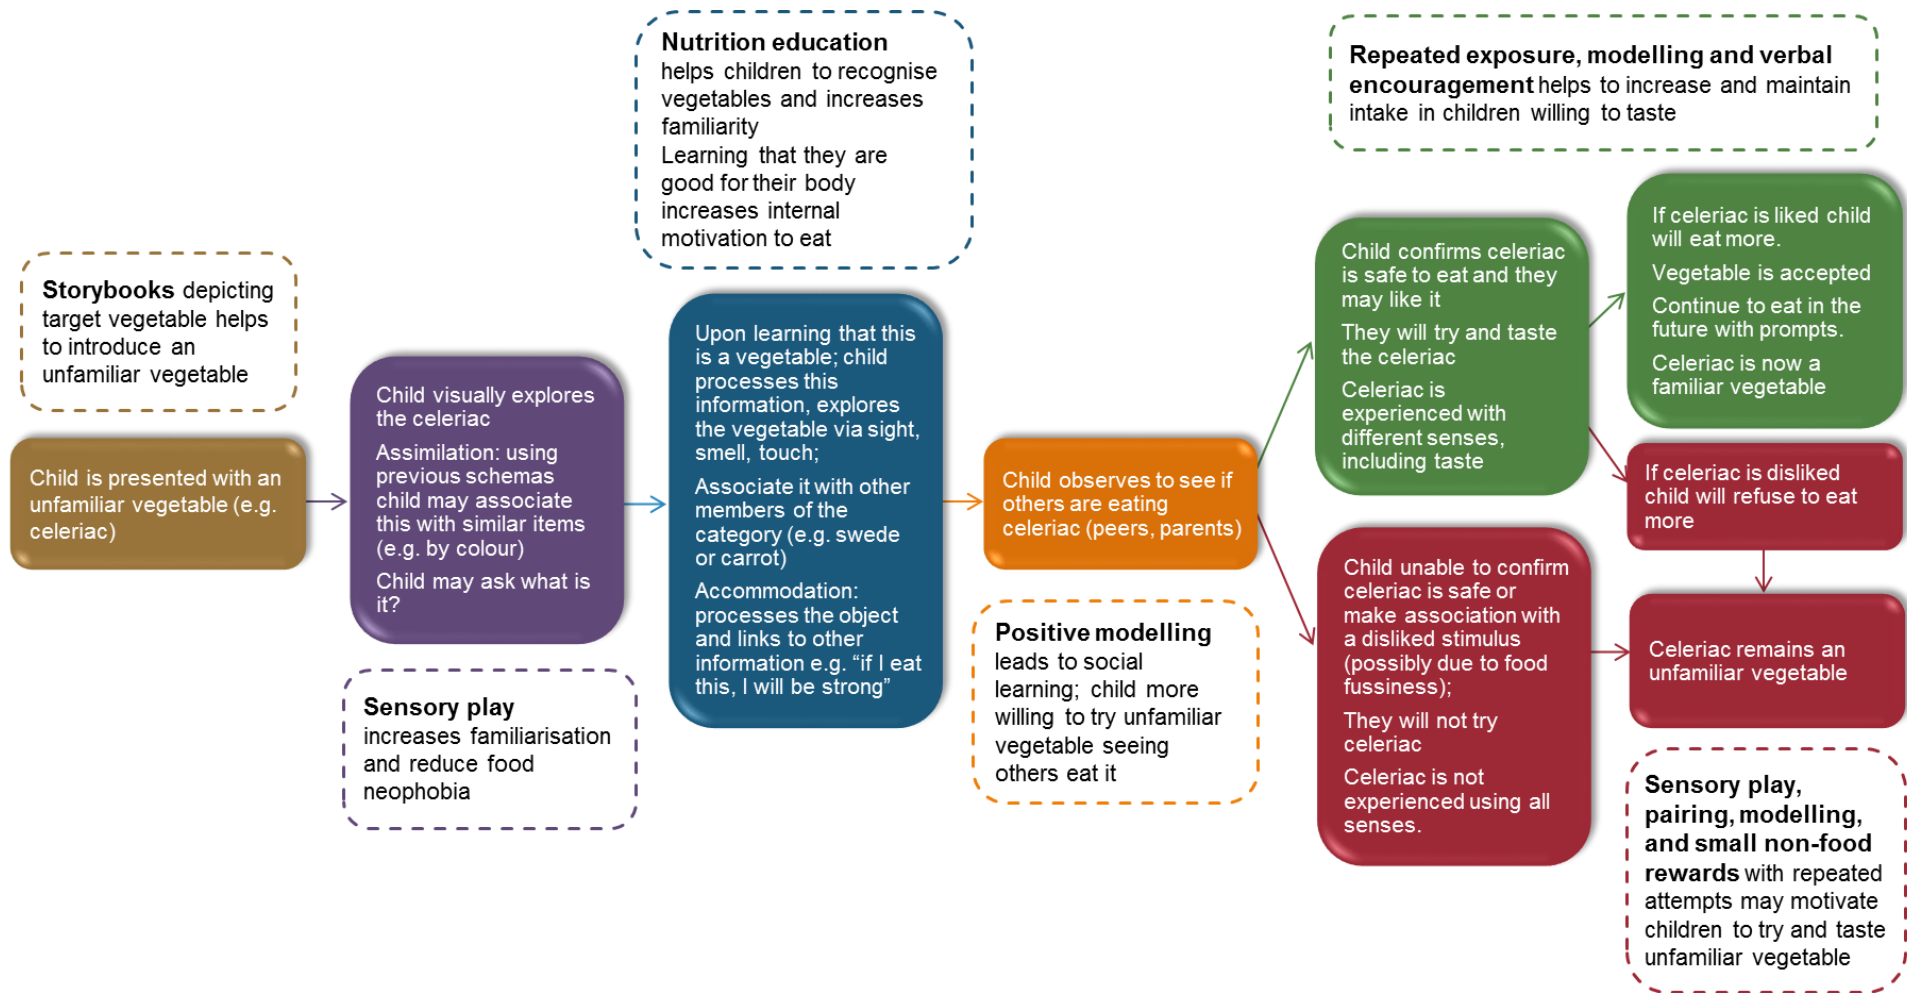 Storybooks depicting
target vegetable helps
to introduce an
unfamiliar vegetable
Child is presented with an
unfamiliar vegetable (e.g.
celeriac)
Child visually explores
the celeriac
Assimilation: using
previous schemas
child may associate
this with similar items
(e.g. by colour)
Child may ask what is
it?
Sensory play
increases familiarisation
and reduce food
neophobia
Nutrition education
helps children to recognise
vegetables and increases
familiarity
Learning that they are
good for their body
increases internal
motivation to eat
Upon learning that this
is a vegetable; child
processes this
information, explores
the vegetable via sight,
smell, touch;
Associate it with other
members of the
category (e.g. swede
or carrot)
Accommodation:
processes the object
and links to other
information e.g. “if I eat
this, I will be strong”
Child observes to see if
others are eating
celeriac (peers, parents)
Positive modelling
leads to social
learning; child more
willing to try unfamiliar
vegetable seeing
others eat it
Repeated exposure, modelling and verbal
encouragement helps to increase and maintain
intake in children willing to taste
Child confirms celeriac
is safe to eat and they
may like it
They will try and taste
the celeriac
Celeriac is
experienced with
different senses,
including taste
If celeriac is liked child
will eat more.
Vegetable is accepted
Continue to eat in the
future with prompts.
Celeriac is now a
familiar vegetable
If celeriac is disliked
child will refuse to eat
more
Child unable to confirm
celeriac is safe or
make association with
a disliked stimulus
(possibly due to food
fussiness);
They will not try
celeriac
Celeriac is not
experienced using all
senses.
Celeriac remains an
unfamiliar vegetable
Sensory play,
pairing, modelling,
and small non-food
rewards with repeated
attempts may motivate
children to try and taste
unfamiliar vegetable